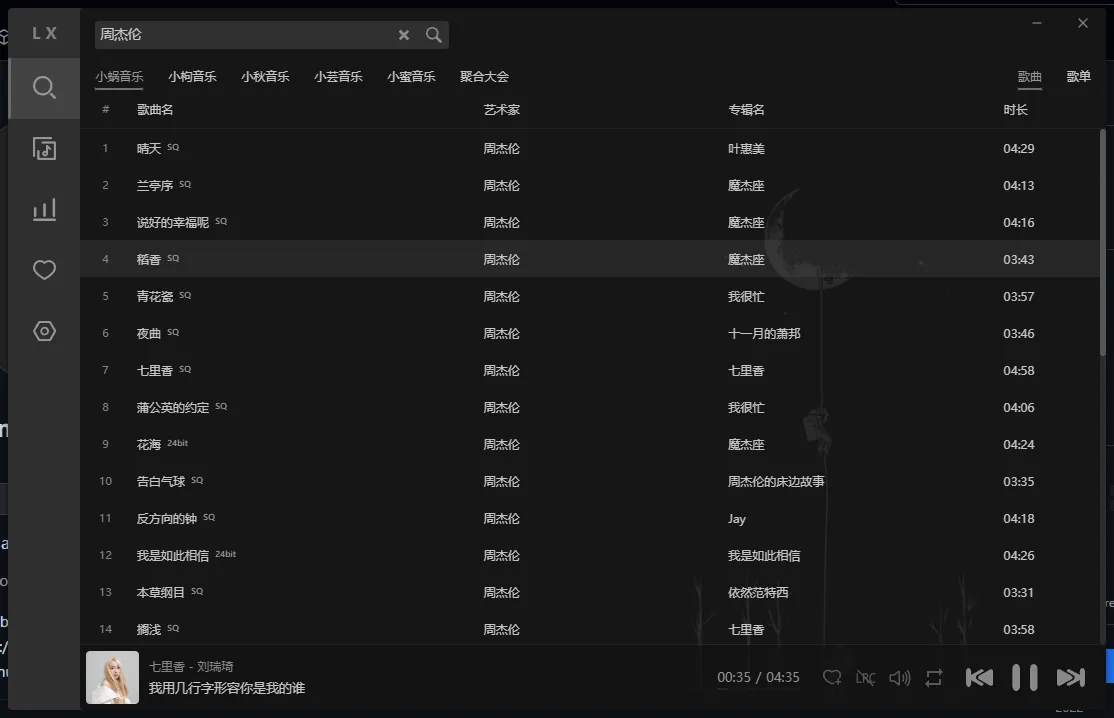 LX
周杰伦
小蜗音乐 小枸音乐 小秋音乐 小芸音乐 小蜜音乐 聚合大会 歌曲 歌单
# 歌曲名 艺术家 专辑名 时长
1 晴天 SQ 周杰伦 叶惠美 04:29
2 兰亭序 SQ 周杰伦 魔杰座 04:13
3 说好的幸福呢 SQ 周杰伦 魔杰座 04:16
4 稻香 SQ 周杰伦 魔杰座 03:43
5 青花瓷 SQ 周杰伦 我很忙 03:57
6 夜曲 SQ 周杰伦 十一月的萧邦 03:46
7 七里香 SQ 周杰伦 七里香 04:58
8 蒲公英的约定 SQ 周杰伦 我很忙 04:06
9 花海 24bit 周杰伦 魔杰座 04:24
10 告白气球 SQ 周杰伦 周杰伦的床边故事 03:35
11 反方向的钟 SQ 周杰伦 Jay 04:18
12 我是如此相信 24bit 周杰伦 我是如此相信 04:26
13 本草纲目 SQ 周杰伦 依然范特西 03:31
14 搁浅 SQ 周杰伦 七里香 03:58
七里香 - 刘瑞琦
我用几行字形容你是我的谁
00:35 / 04:35 LRC